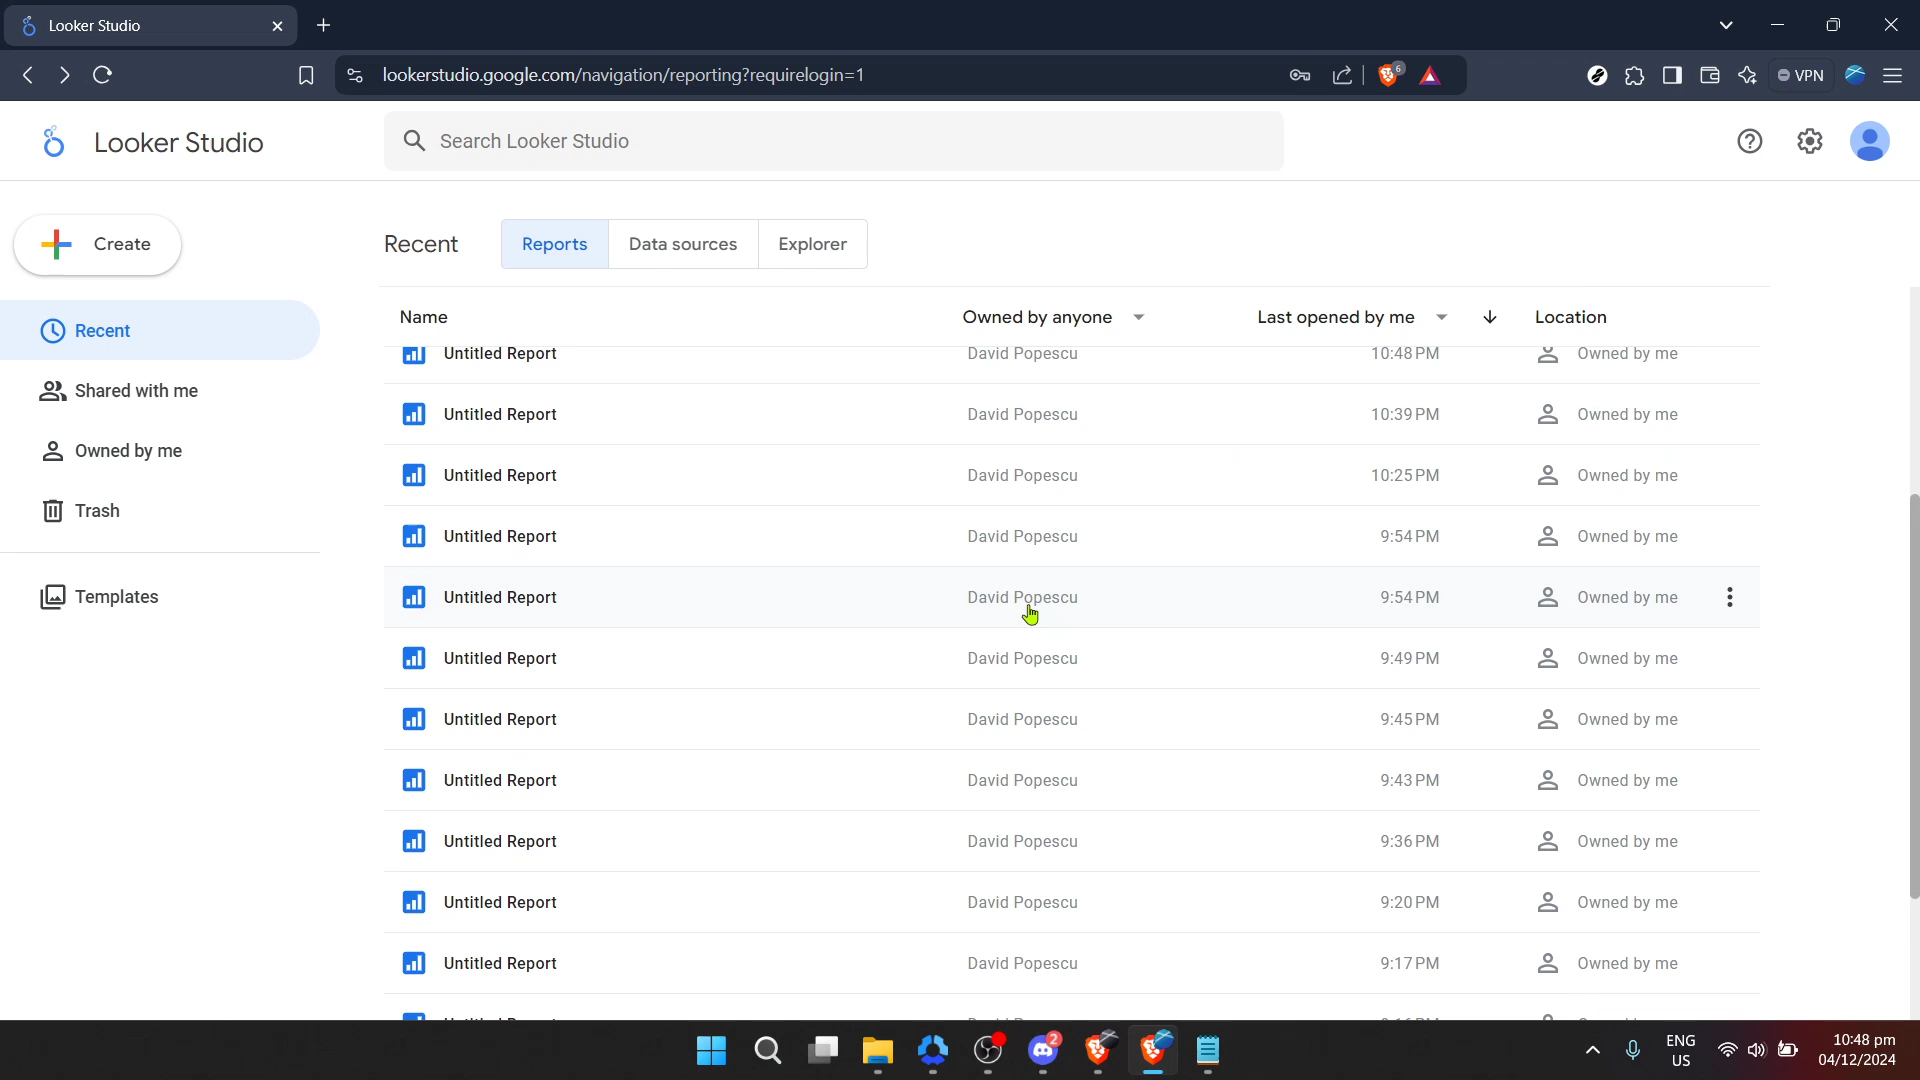 Looker Studio
lookerstudio.google.com/navigation/reporting?requirelogin=1
6
VPN
Looker Studio
Search Looker Studio
Create
Recent
Reports
Data sources
Explorer
Recent
Shared with me
Owned by me
Trash
Templates
Name Owned by anyone Last opened by me Location
Untitled Report David Popescu 10:48 PM Owned by me
Untitled Report David Popescu 10:39 PM Owned by me
Untitled Report David Popescu 10:25 PM Owned by me
Untitled Report David Popescu 9:54 PM Owned by me
Untitled Report David Popescu 9:54 PM Owned by me
Untitled Report David Popescu 9:49 PM Owned by me
Untitled Report David Popescu 9:45 PM Owned by me
Untitled Report David Popescu 9:43 PM Owned by me
Untitled Report David Popescu 9:36 PM Owned by me
Untitled Report David Popescu 9:20 PM Owned by me
Untitled Report David Popescu 9:17 PM Owned by me
2
ENG
US
10:48 pm
04/12/2024